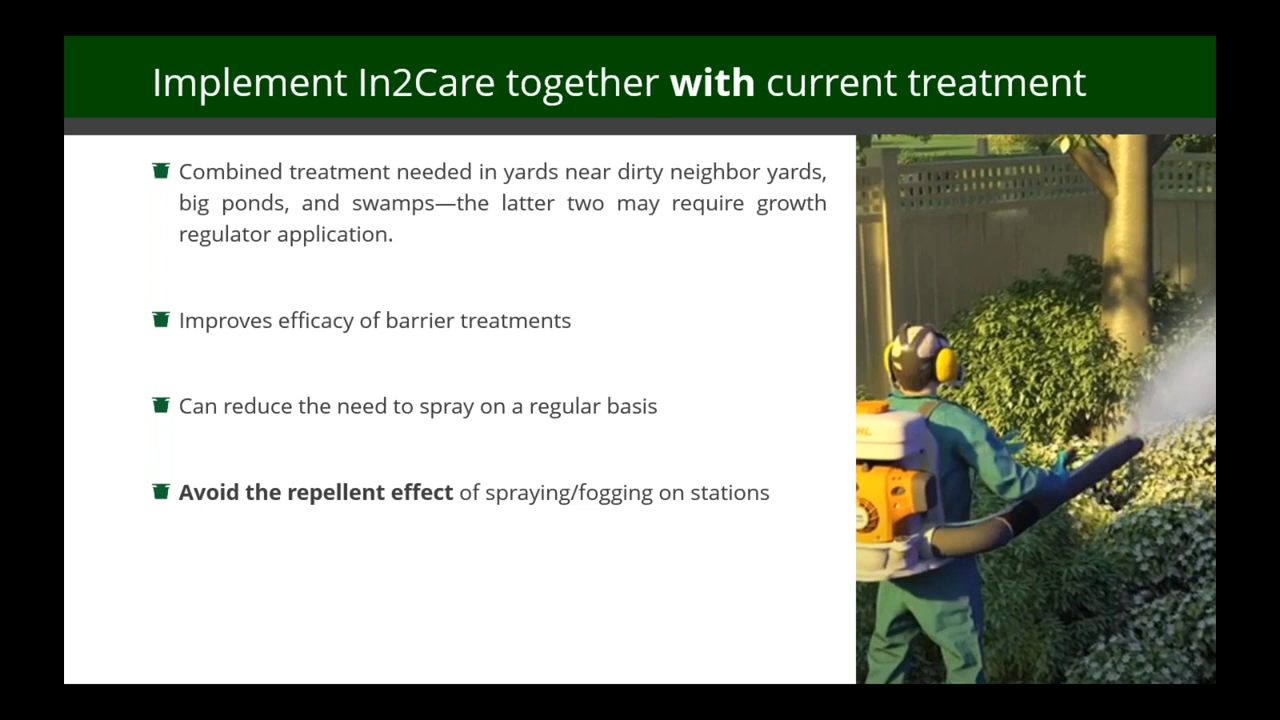 Implement In2Care together with current treatment
Combined treatment needed in yards near dirty neighbor yards,
big ponds, and swamps—the latter two may require growth
regulator application.
Improves efficacy of barrier treatments
Can reduce the need to spray on a regular basis
Avoid the repellent effect of spraying/fogging on stations